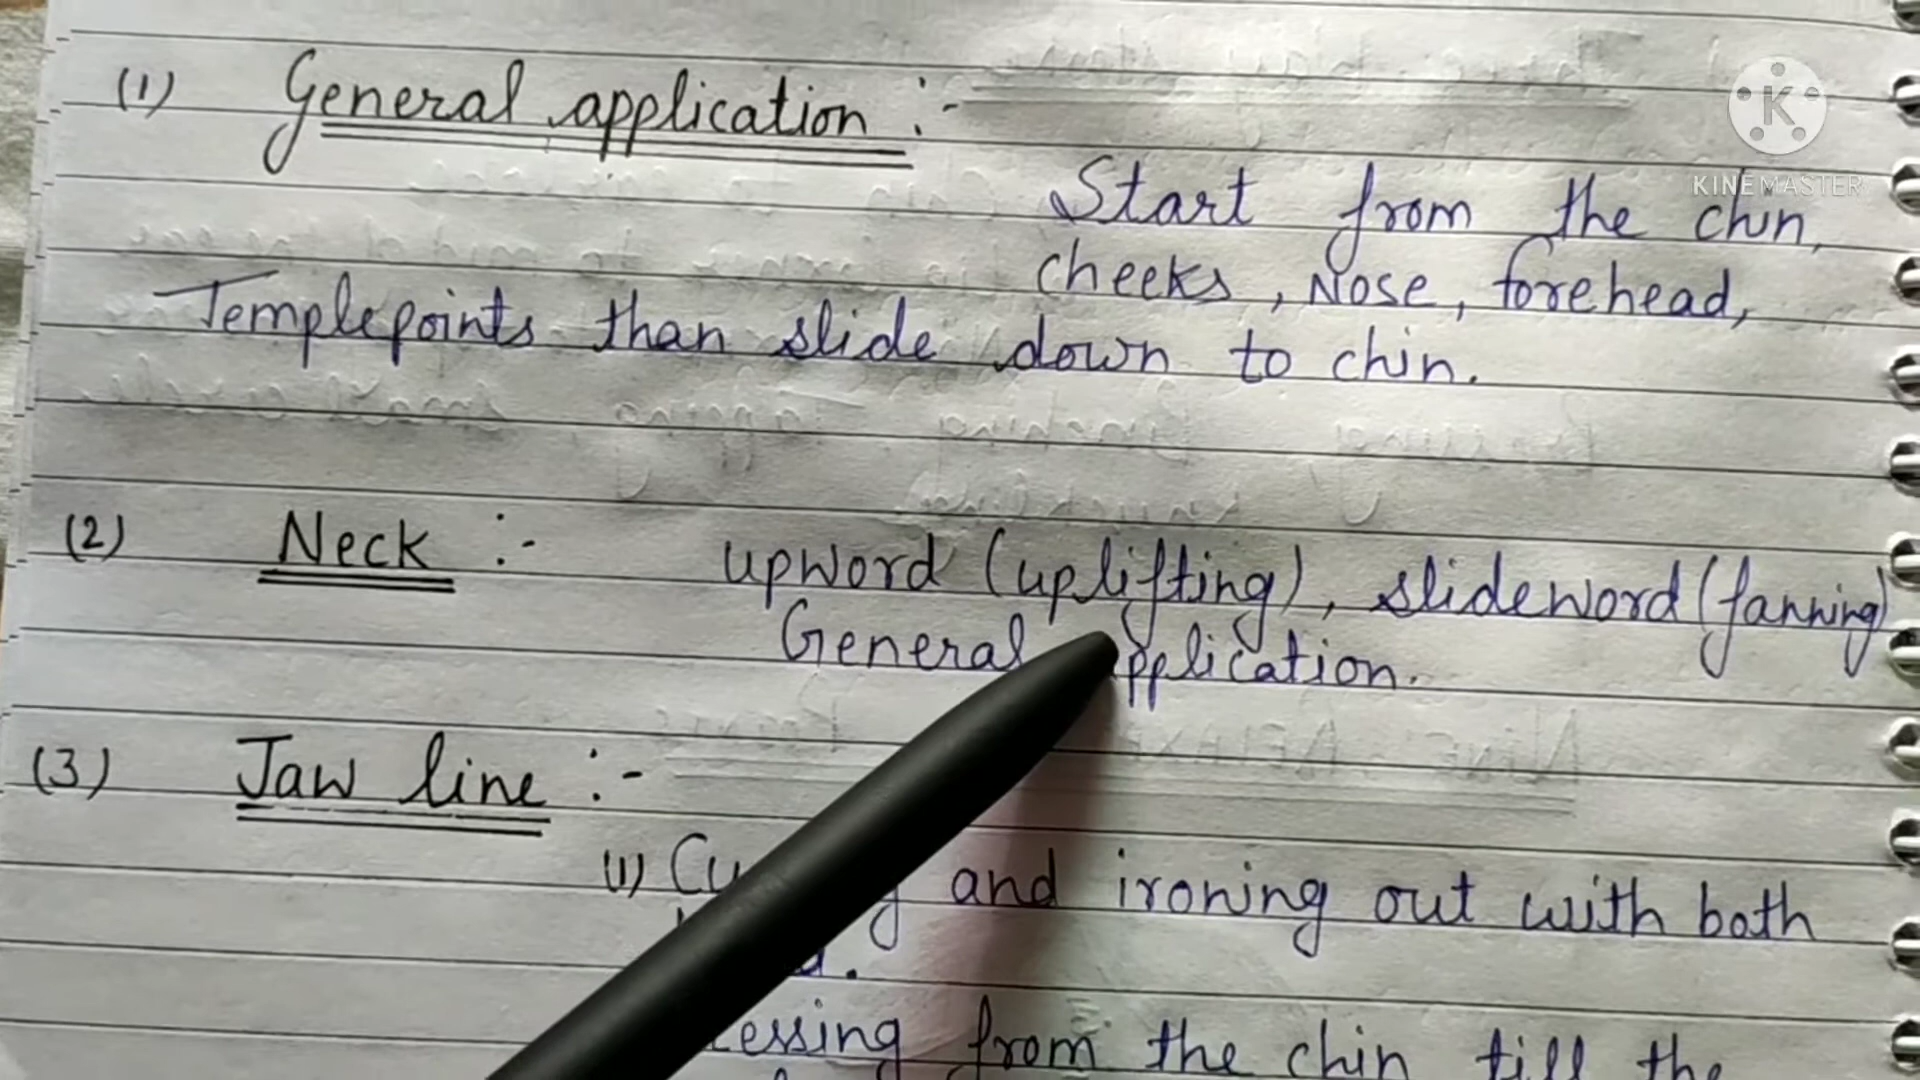 (1) General application :-
Start from the chin,
cheeks, Nose, forehead,
Templepoints than slide down to chin.
(2) Neck :- upword (uplifting), slideword (fanning)
General application.
(3) Jaw line :-
(1) and ironing out with both
from the chin till the
KINEMASTER